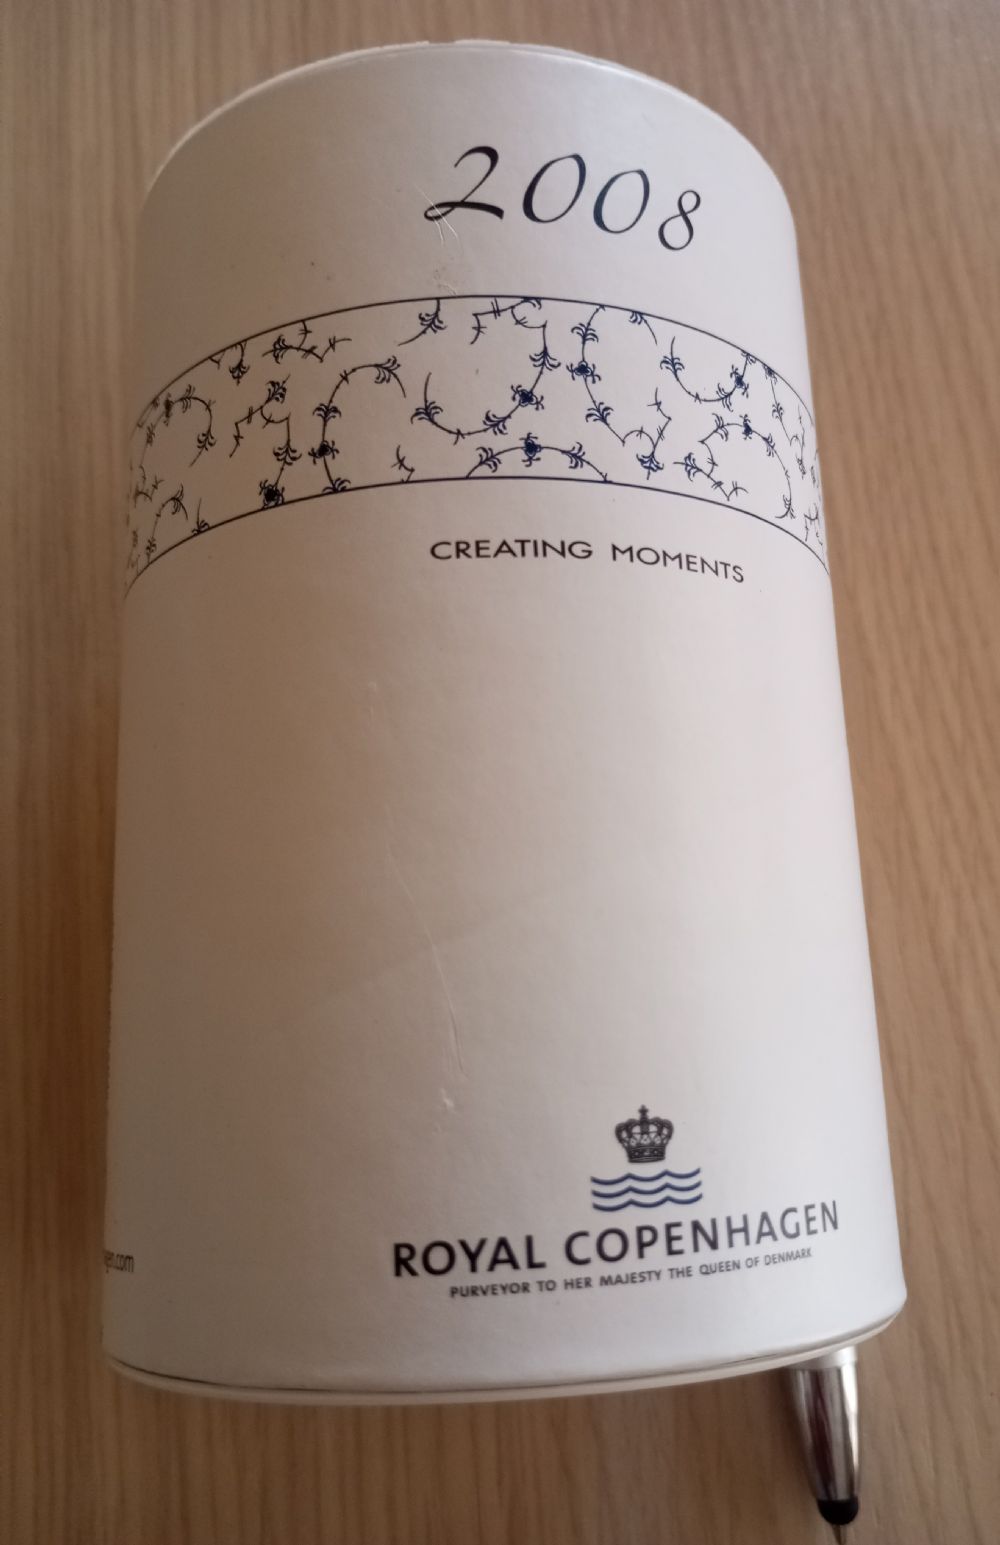 2008
CREATING MOMENTS
ROYAL COPENHAGEN
PURVEYOR TO HER MAJESTY THE QUEEN OF DENMARK